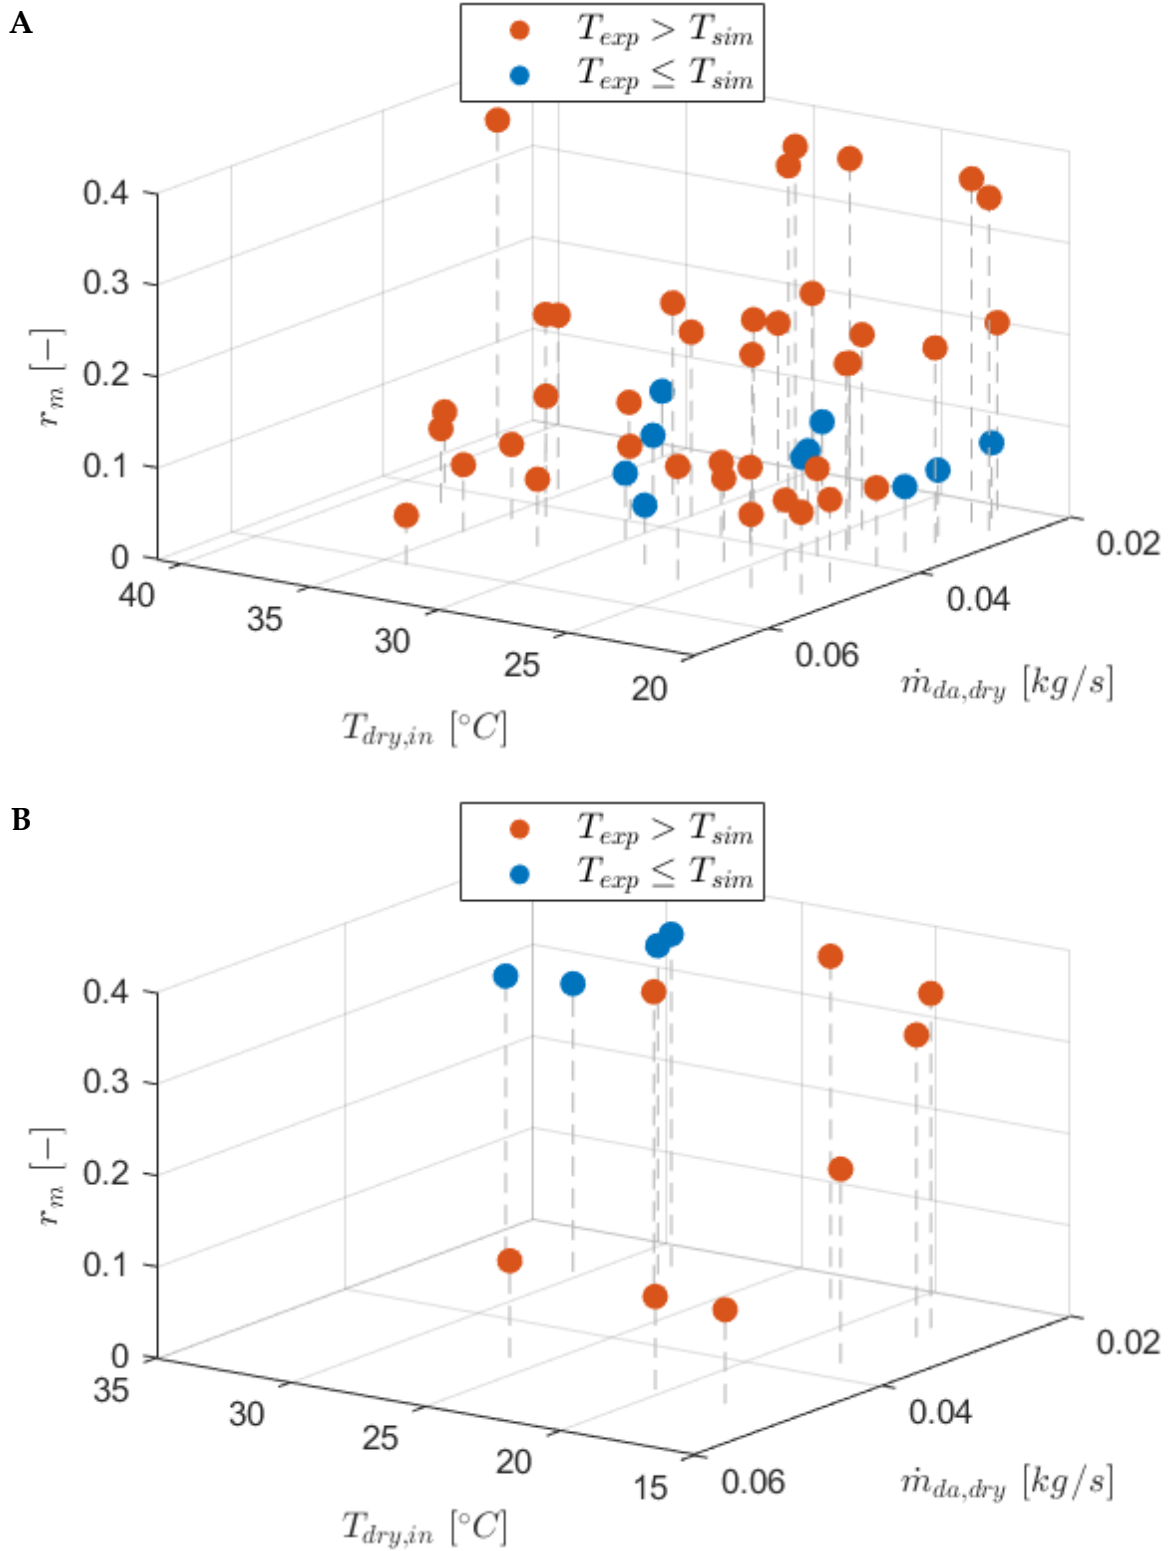 A
T_exp > T_sim
T_exp ≤ T_sim
0.4
0.3
0.2
0.1
0
r_m [−]
40
35
30
25
20
0.02
0.04
0.06
T_dry,in [°C]
ṁ_da,dry [kg/s]
B
T_exp > T_sim
T_exp ≤ T_sim
0.4
0.3
0.2
0.1
0
r_m [−]
35
30
25
20
15
0.02
0.04
0.06
T_dry,in [°C]
ṁ_da,dry [kg/s]